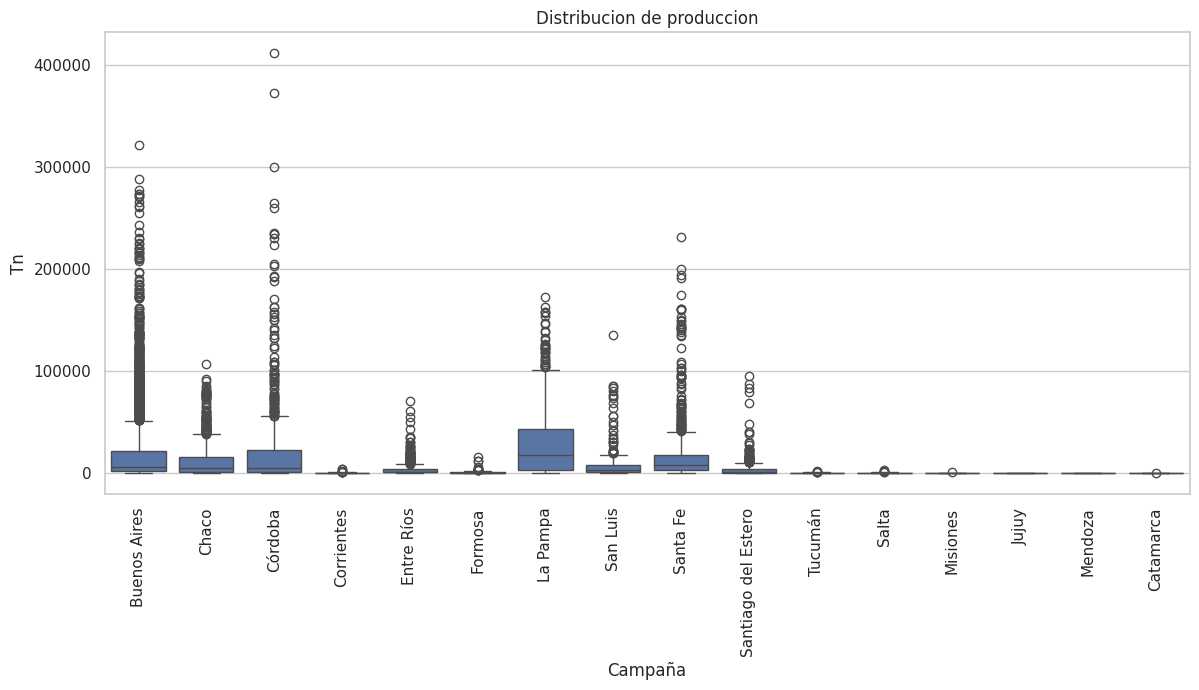 Distribucion de produccion
Tn
400000
300000
200000
100000
0
Buenos Aires
Chaco
Córdoba
Corrientes
Entre Ríos
Formosa
La Pampa
San Luis
Santa Fe
Santiago del Estero
Tucumán
Salta
Misiones
Jujuy
Mendoza
Catamarca
Campaña